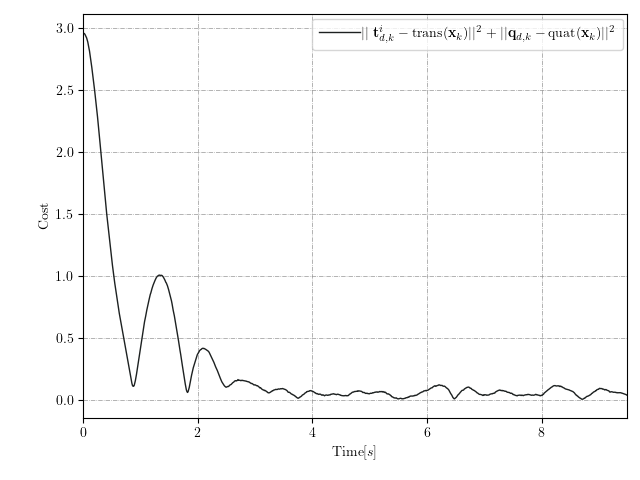 || t^i_{d,k} − trans(x_k)||^2 + ||q_{d,k} − quat(x_k)||^2
3.0
2.5
2.0
1.5
1.0
0.5
0.0
Cost
0 2 4 6 8
Time[s]